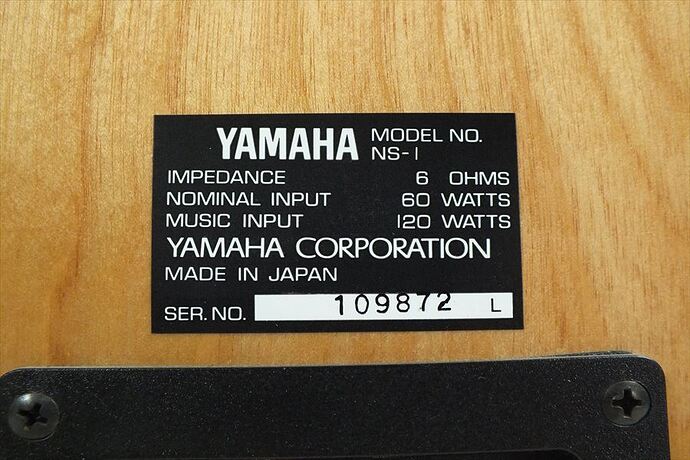 YAMAHA MODEL NO. NS-1
IMPEDANCE 6 OHMS
NOMINAL INPUT 60 WATTS
MUSIC INPUT 120 WATTS
YAMAHA CORPORATION
MADE IN JAPAN
SER. NO. 109872 L